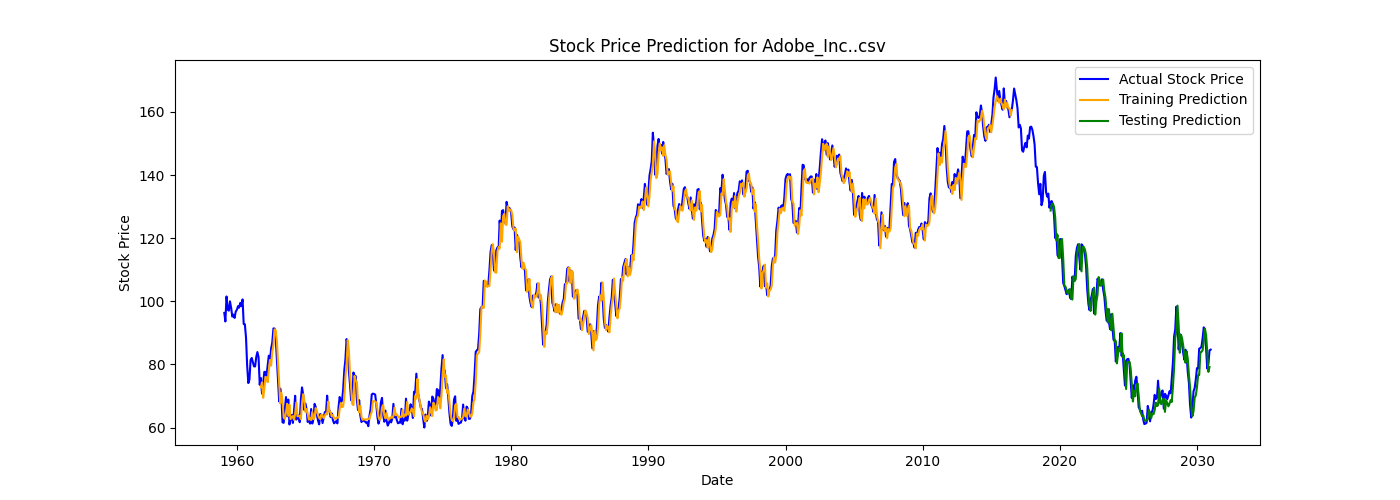 Stock Price Prediction for Adobe_Inc..csv
Actual Stock Price
Training Prediction
Testing Prediction
Stock Price
160
140
120
100
80
60
1960 1970 1980 1990 2000 2010 2020 2030
Date